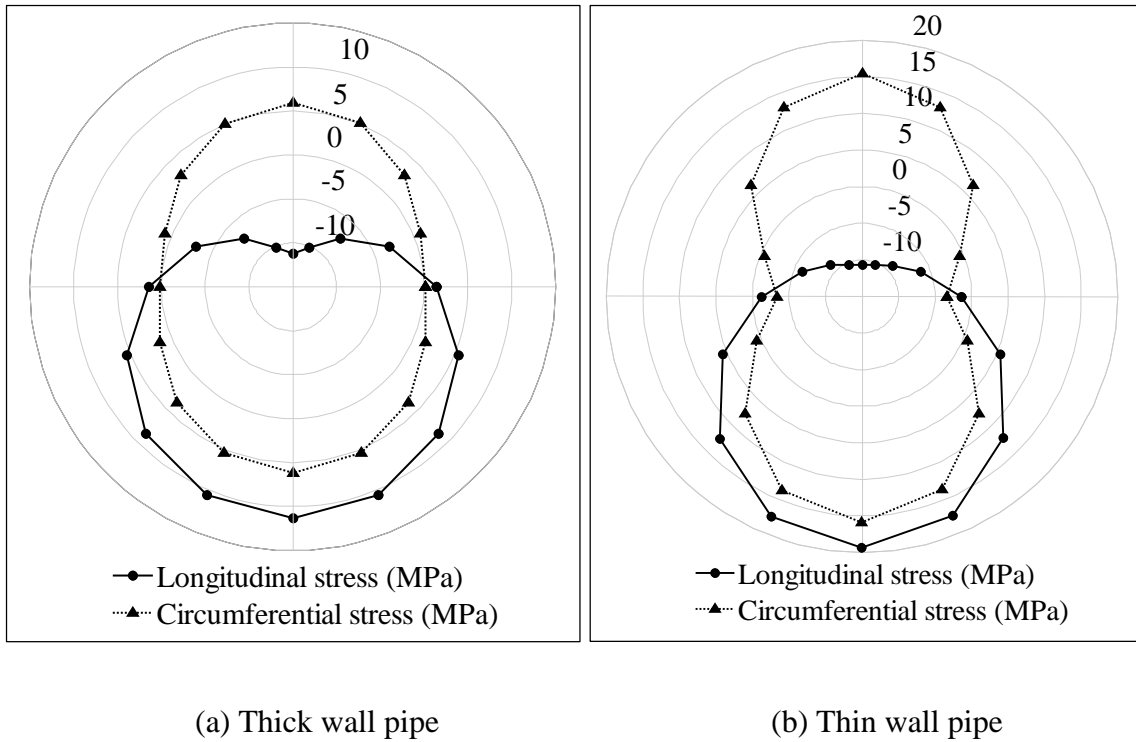 10
5
0
-5
-10
Longitudinal stress (MPa)
Circumferential stress (MPa)
20
15
10
5
0
-5
-10
Longitudinal stress (MPa)
Circumferential stress (MPa)
(a) Thick wall pipe
(b) Thin wall pipe